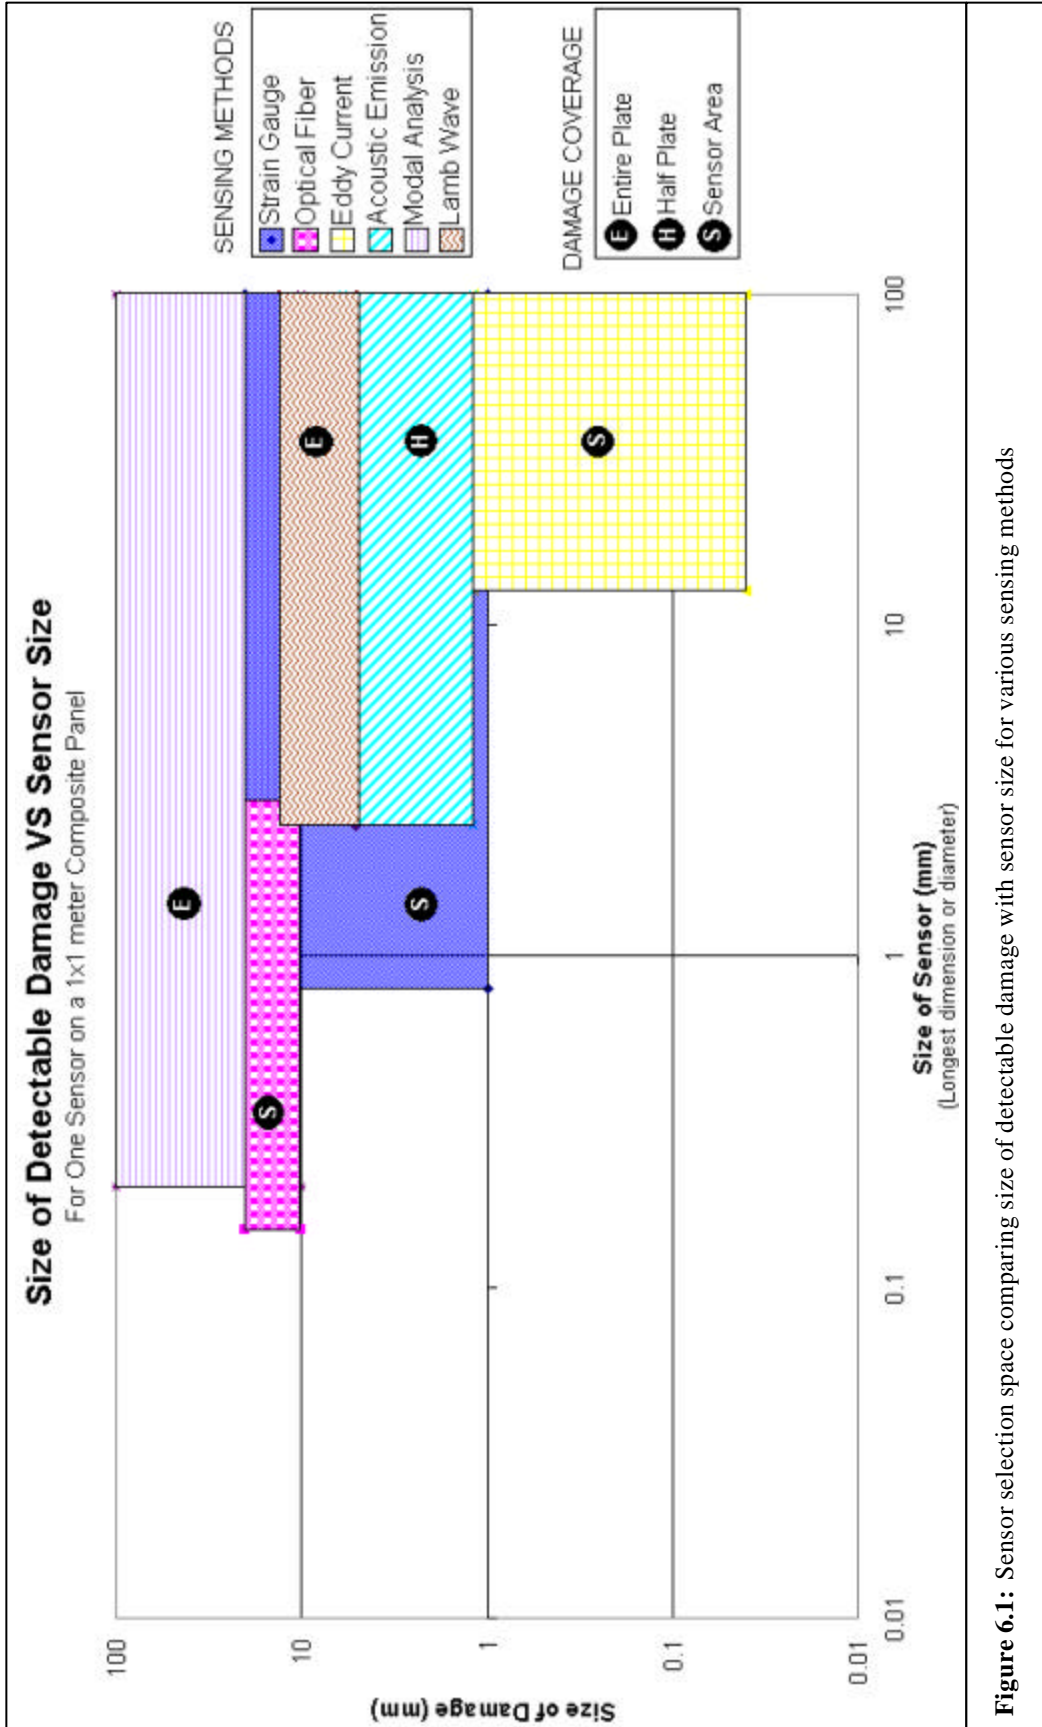 Size of Detectable Damage VS Sensor Size
For One Sensor on a 1x1 meter Composite Panel
Size of Damage (mm)
100
10
1
0.1
0.01
E
S
S
E
H
S
0.01
0.1
1
10
100
Size of Sensor (mm)
(Longest dimension or diameter)
SENSING METHODS
Strain Gauge
Optical Fiber
Eddy Current
Acoustic Emission
Modal Analysis
Lamb Wave
DAMAGE COVERAGE
E Entire Plate
H Half Plate
S Sensor Area
Figure 6.1: Sensor selection space comparing size of detectable damage with sensor size for various sensing methods